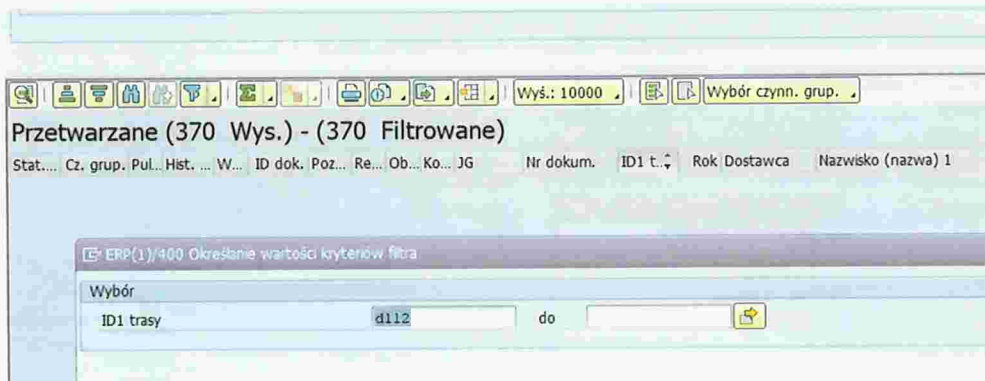 Wyś.: 10000 Wybór czynn. grup.
Przetwarzane (370 Wys.) - (370 Filtrowane)
Stat.... Cz. grup. Pul... Hist. ... W... ID dok. Poz... Re... Ob... Ko... JG Nr dokum. ID1 t.. Rok Dostawca Nazwisko (nazwa) 1
ERP(1)/400 Określanie wartości kryteriów filtra
Wybór
ID1 trasy d112 do